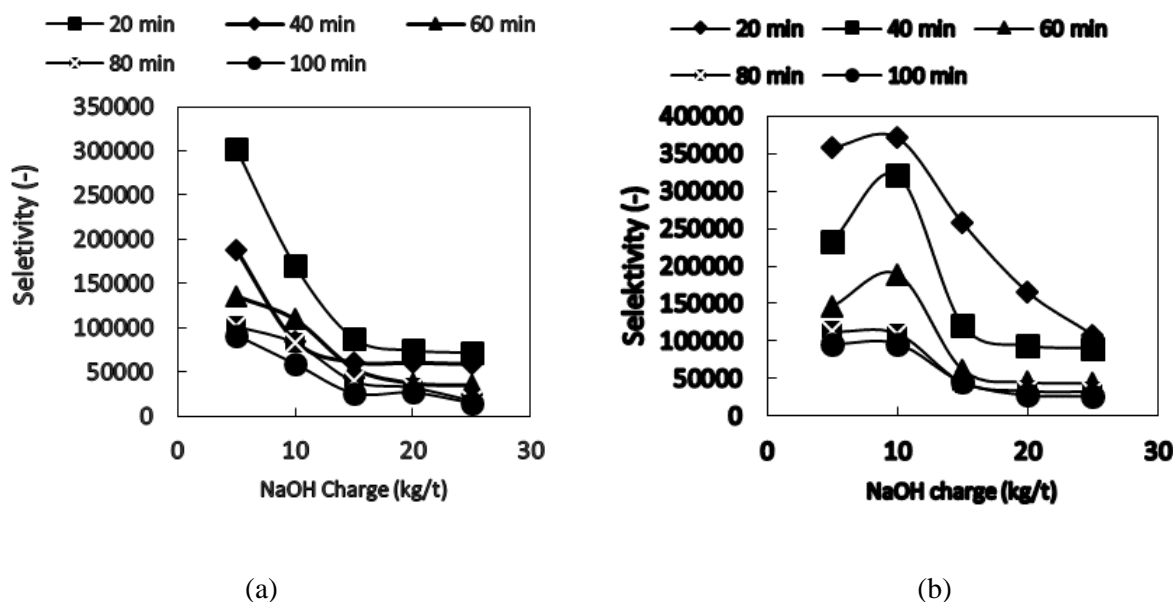 20 min 40 min 60 min
80 min 100 min
350000
300000
250000
200000
150000
100000
50000
0
0 10 20 30
Seletivity (-)
NaOH Charge (kg/t)
(a)
20 min 40 min 60 min
80 min 100 min
400000
350000
300000
250000
200000
150000
100000
50000
0
0 10 20 30
Selektivity (-)
NaOH charge (kg/t)
(b)